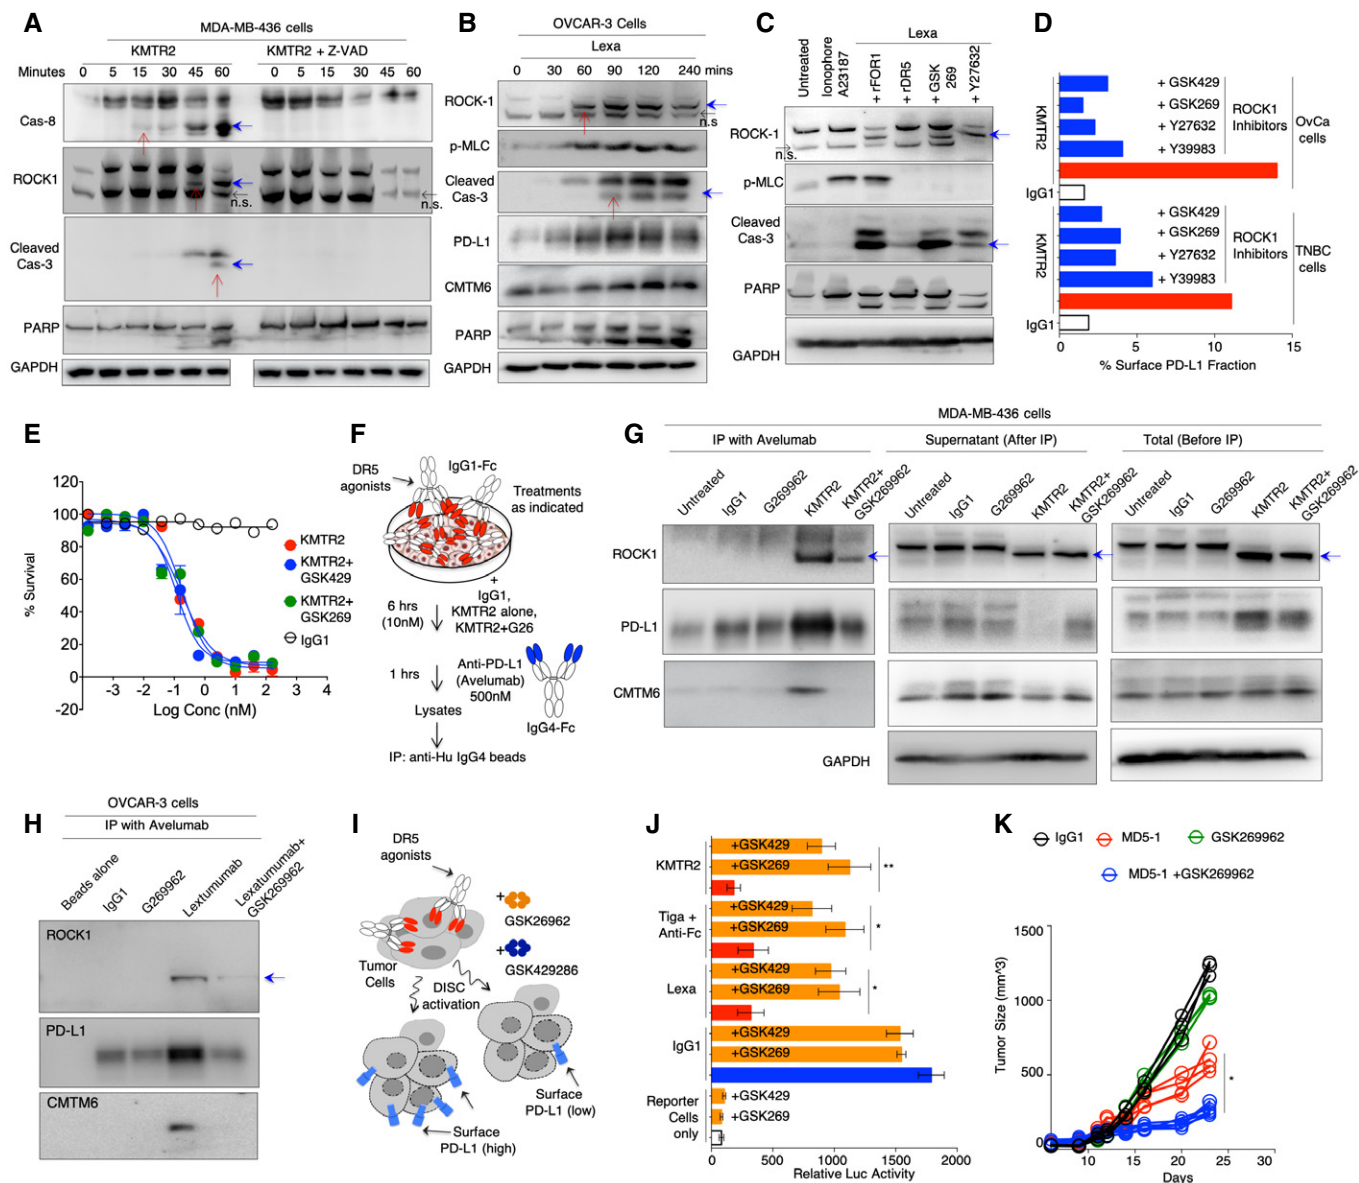 A
MDA-MB-436 cells
KMTR2
KMTR2 + Z-VAD
Minutes 0 5 15 30 45 60 0 5 15 30 45 60
Cas-8
ROCK1
n.s.
n.s.
Cleaved
Cas-3
PARP
GAPDH
B
OVCAR-3 Cells
Lexa
0 30 60 90 120 240 mins
ROCK-1
n.s
p-MLC
Cleaved
Cas-3
PD-L1
CMTM6
PARP
GAPDH
C
Lexa
Untreated
Ionophore
A23187
+ rFOR1
+ rDR5
+ GSK
269
+ Y27632
ROCK-1
n.s.
p-MLC
Cleaved
Cas-3
PARP
GAPDH
D
KMTR2
+ GSK429
+ GSK269
+ Y27632
+ Y39983
ROCK1
Inhibitors
OvCa
cells
IgG1
KMTR2
+ GSK429
+ GSK269
+ Y27632
+ Y39983
ROCK1
Inhibitors
TNBC
cells
IgG1
0 5 10 15
% Surface PD-L1 Fraction
E
120
100
80
60
40
20
0
-20
% Survival
-3 -2 -1 0 1 2 3 4
Log Conc (nM)
KMTR2
KMTR2+
GSK429
KMTR2+
GSK269
IgG1
F
DR5
agonists
IgG1-Fc
Treatments
as indicated
+
IgG1,
KMTR2 alone,
KMTR2+G26
6 hrs
(10nM)
1 hrs
Anti-PD-L1
(Avelumab)
500nM
Lysates
IgG4-Fc
IP: anti-Hu IgG4 beads
G
MDA-MB-436 cells
IP with Avelumab
Supernatant (After IP)
Total (Before IP)
Untreated
IgG1
G269962
KMTR2
KMTR2+
GSK269962
Untreated
IgG1
G269962
KMTR2
KMTR2+
GSK269962
Untreated
IgG1
G269962
KMTR2
KMTR2+
GSK269962
ROCK1
PD-L1
CMTM6
GAPDH
H
OVCAR-3 cells
IP with Avelumab
Beads alone
IgG1
G269962
Lextumumab
Lexatumumab+
GSK269962
ROCK1
PD-L1
CMTM6
I
DR5
agonists
+
GSK26962
+
GSK429286
Tumor
Cells
DISC
activation
Surface
PD-L1 (low)
Surface
PD-L1 (high)
J
KMTR2
+GSK429
+GSK269
**
Tiga +
Anti-Fc
+GSK429
+GSK269
*
Lexa
+GSK429
+GSK269
*
IgG1
+GSK429
+GSK269
Reporter
Cells
only
+GSK429
+GSK269
0 500 1000 1500 2000
Relative Luc Activity
K
IgG1
MD5-1
GSK269962
MD5-1 +GSK269962
1500
1000
500
0
Tumor Size (mm^3)
*
10 15 20 25 30
Days